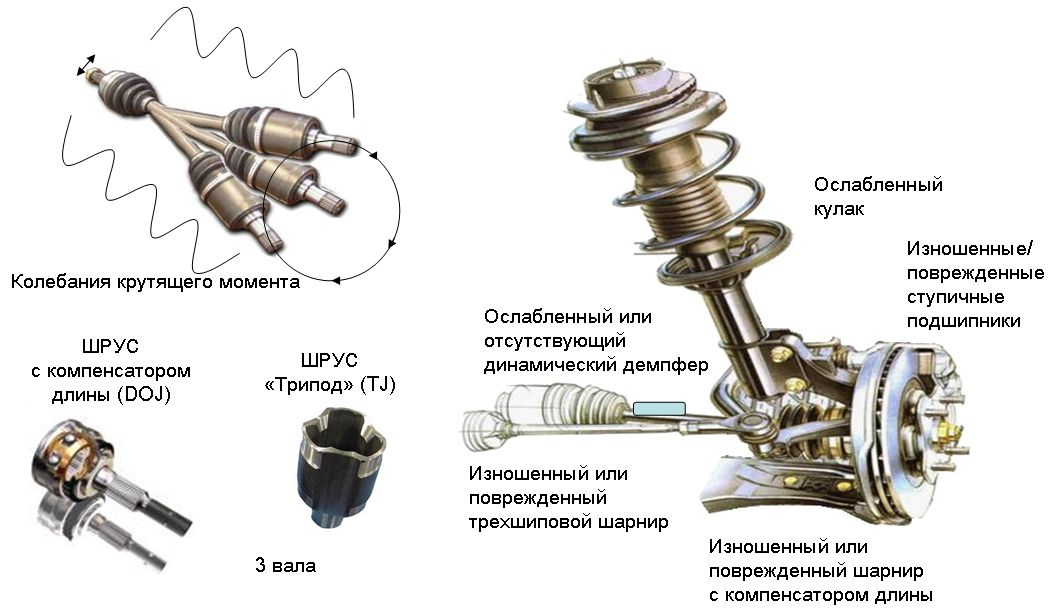 Колебания крутящего момента
ШРУС
с компенсатором
длины (DOJ)
ШРУС
«Трипод» (TJ)
3 вала
Ослабленный
кулак
Изношенные/
поврежденные
ступичные
подшипники
Ослабленный или
отсутствующий
динамический демпфер
Изношенный или
поврежденный
трехшиповой шарнир
Изношенный или
поврежденный шарнир
с компенсатором длины